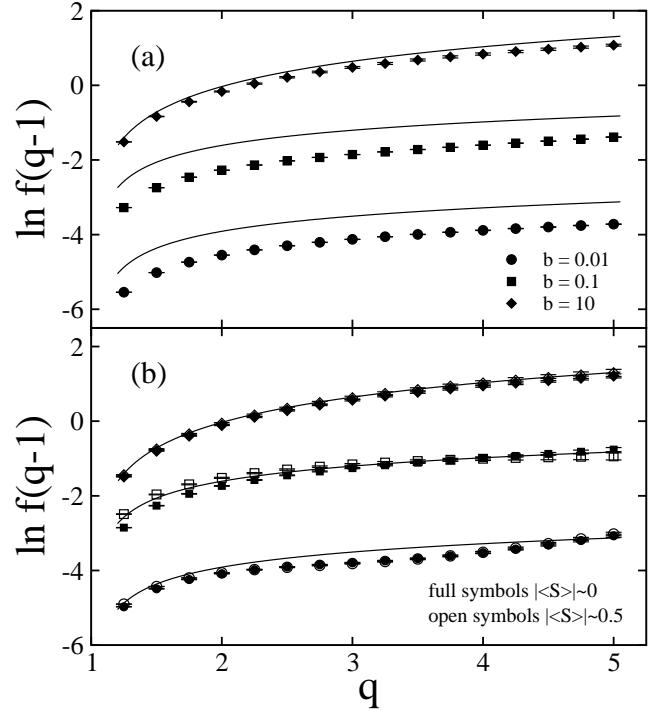 2
(a)
0
-2
-4
-6
ln f(q-1)
b = 0.01
b = 0.1
b = 10
2
(b)
0
-2
-4
-6
ln f(q-1)
full symbols |<S>|~0
open symbols |<S>|~0.5
1 2 3 4 5
q